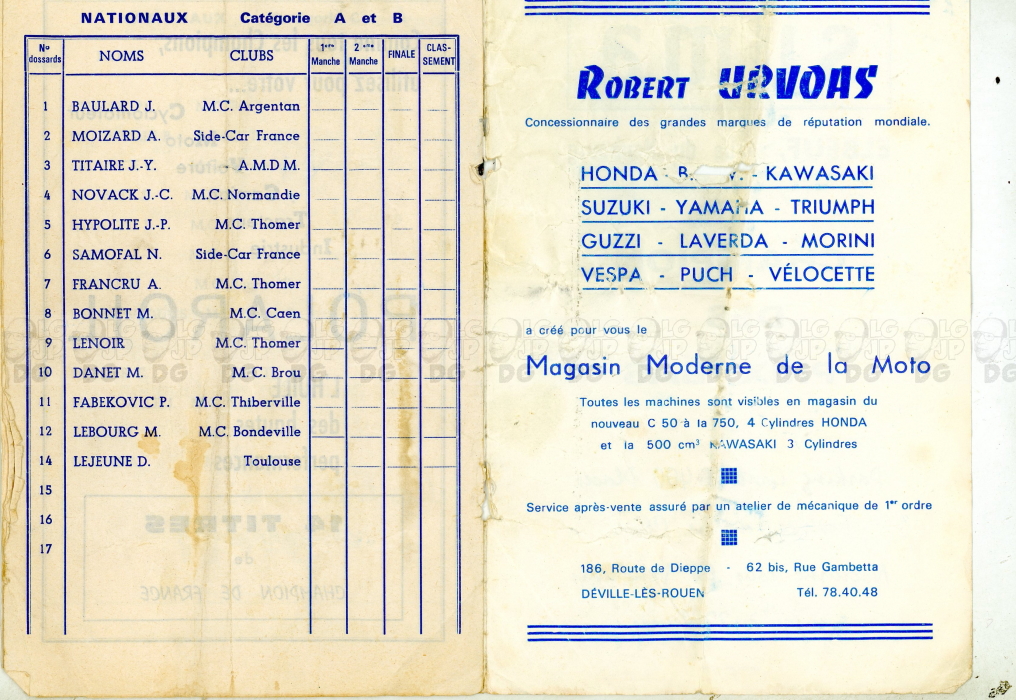 NATIONAUX Catégorie A et B
Nº dossards NOMS CLUBS 1ère Manche 2ème Manche FINALE CLAS-SEMENT
1 BAULARD J. M.C. Argentan
2 MOIZARD A. Side-Car France
3 TITAIRE J.-Y. A.M.D M.
4 NOVACK J.-C. M.C. Normandie
5 HYPOLITE J.-P. M.C. Thomer
6 SAMOFAL N. Side-Car France
7 FRANCRU A. M.C. Thomer
8 BONNET M. M.C. Caen
9 LENOIR M.C. Thomer
10 DANET M. M.C. Brou
11 FABEKOVIC P. M.C. Thiberville
12 LEBOURG M. M.C. Bondeville
14 LEJEUNE D. Toulouse
15
16
17
ROBERT URVOAS
Concessionnaire des grandes marques de réputation mondiale.
HONDA - - KAWASAKI
SUZUKI - YAMAHA - TRIUMPH
GUZZI - LAVERDA - MORINI
VESPA - PUCH - VÉLOCETTE
a créé pour vous le
Magasin Moderne de la Moto
Toutes les machines sont visibles en magasin du
nouveau C 50 à la 750, 4 Cylindres HONDA
et la 500 cm³ KAWASAKI 3 Cylindres
Service après-vente assuré par un atelier de mécanique de 1er ordre
186, Route de Dieppe - 62 bis, Rue Gambetta
DÉVILLE-LÈS-ROUEN Tél. 78.40.48